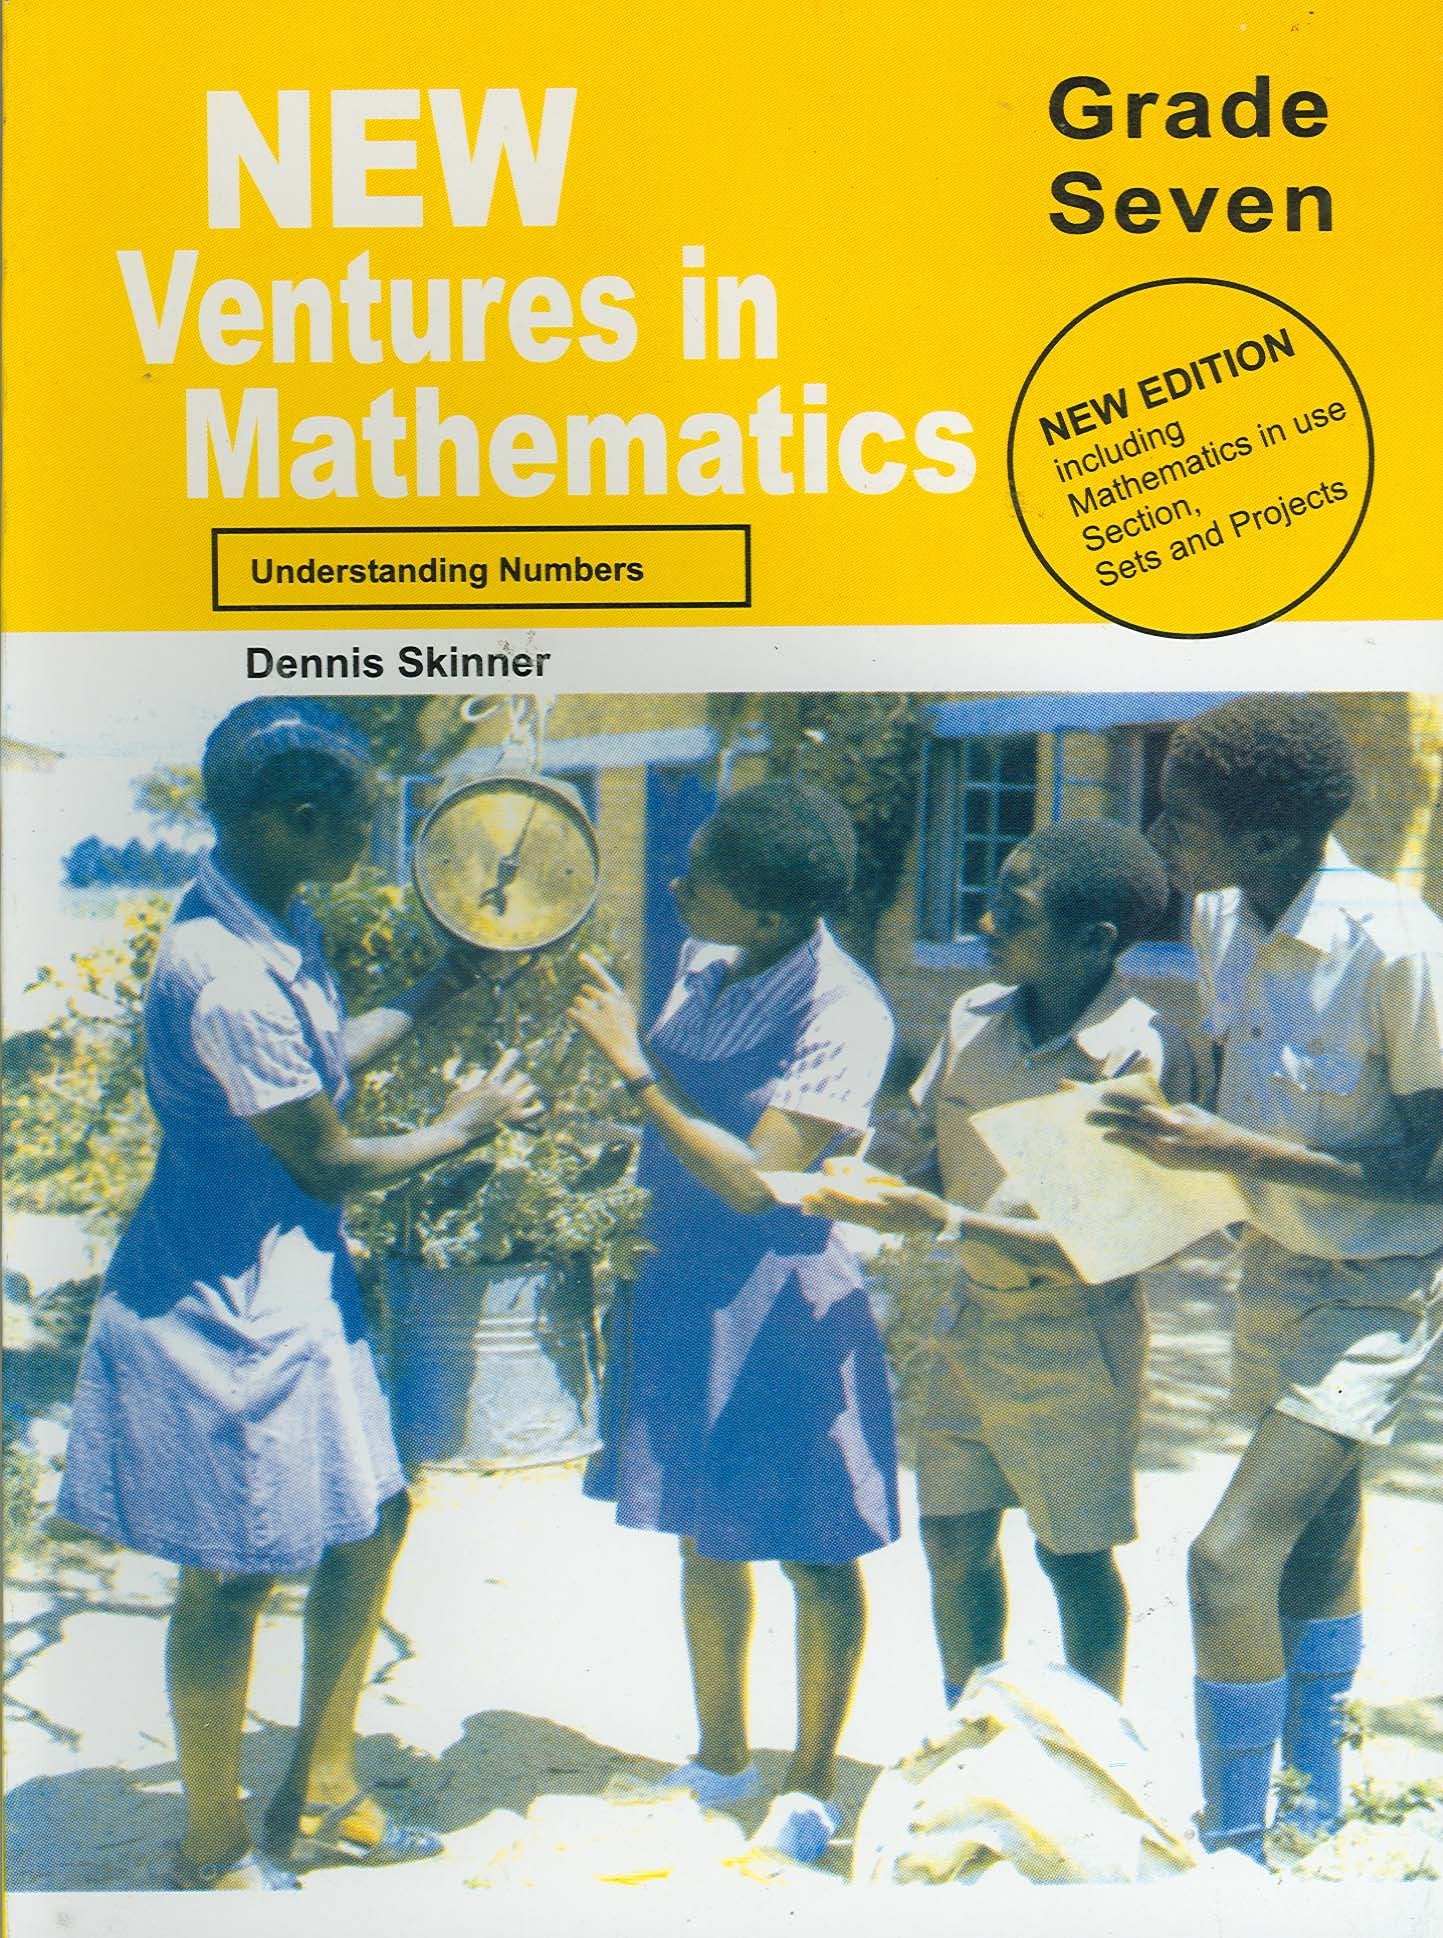 NEW
Ventures in
Mathematics
Grade
Seven
NEW EDITION
including
Mathematics in use
Section,
Sets and Projects
Understanding Numbers
Dennis Skinner